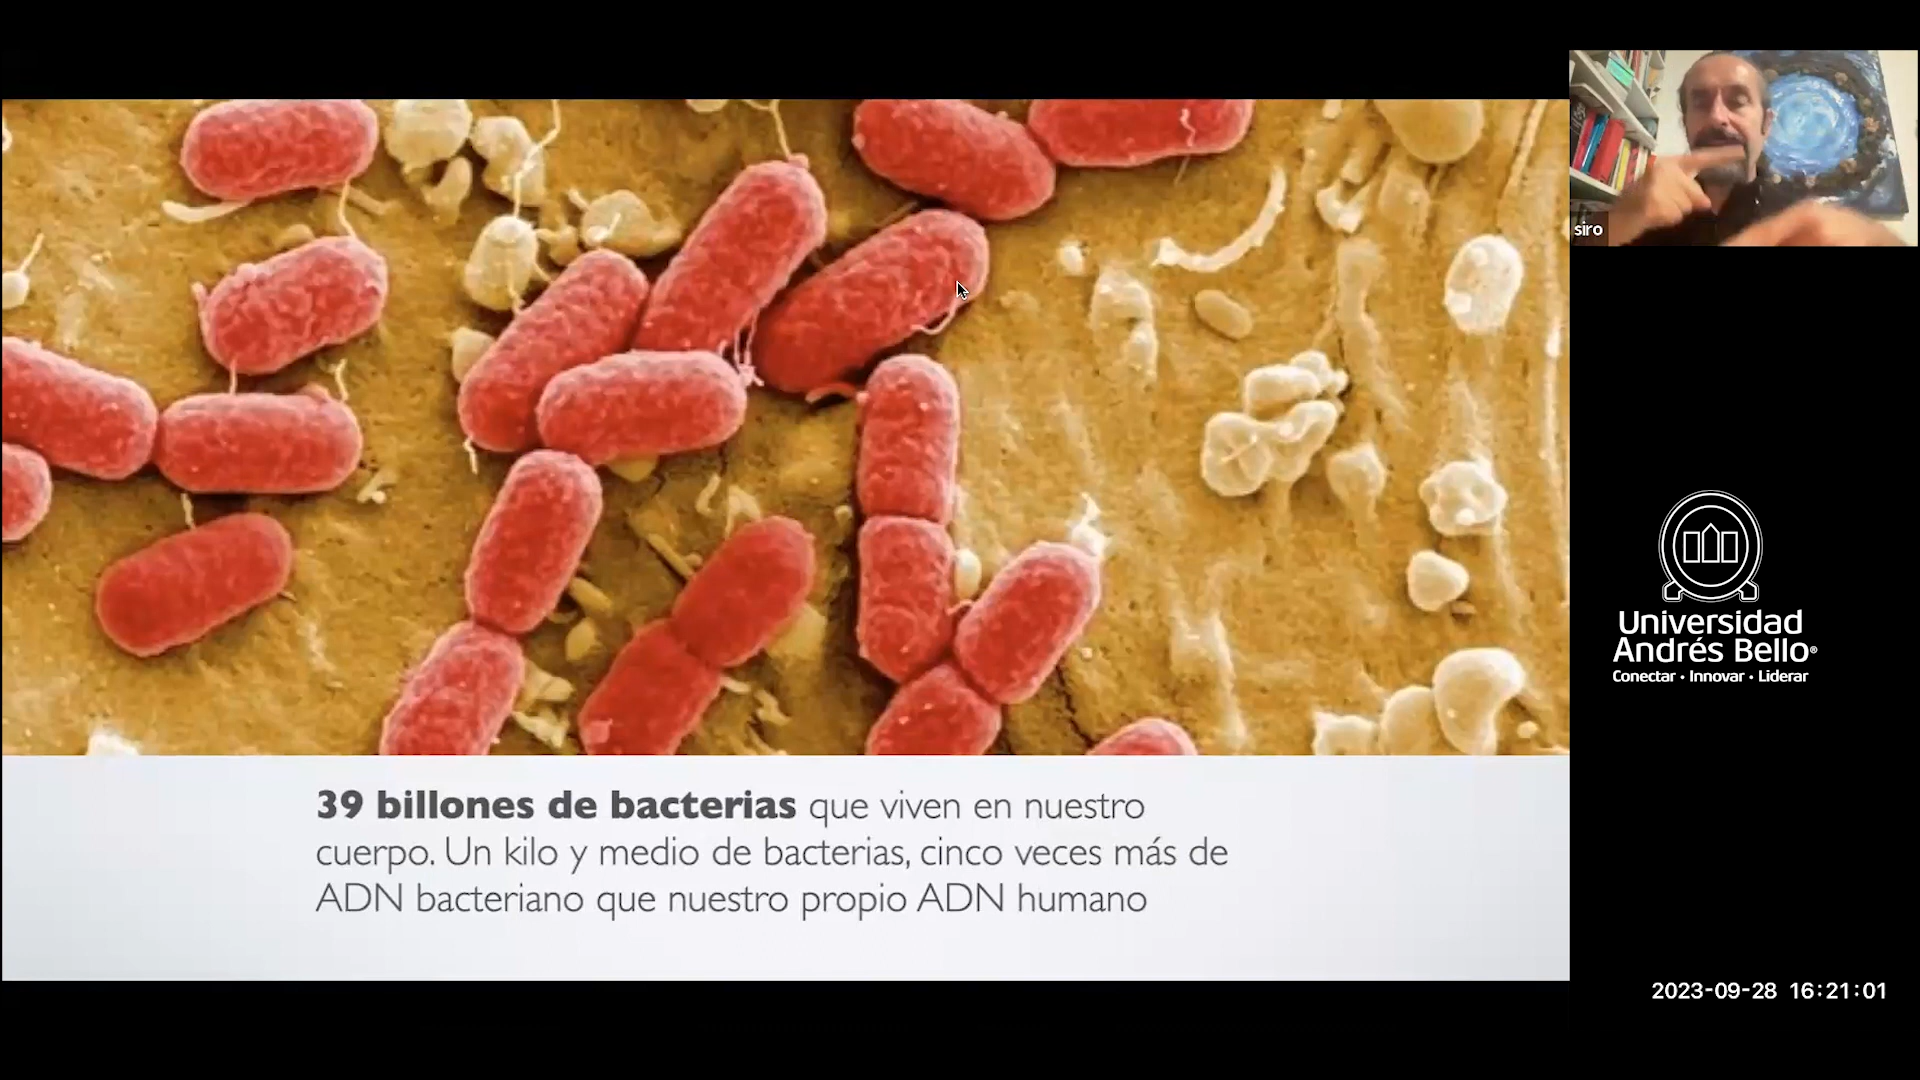 siro
Universidad
Andrés Bello®
Conectar • Innovar • Liderar
39 billones de bacterias que viven en nuestro
cuerpo. Un kilo y medio de bacterias, cinco veces más de
ADN bacteriano que nuestro propio ADN humano
2023-09-28 16:21:01